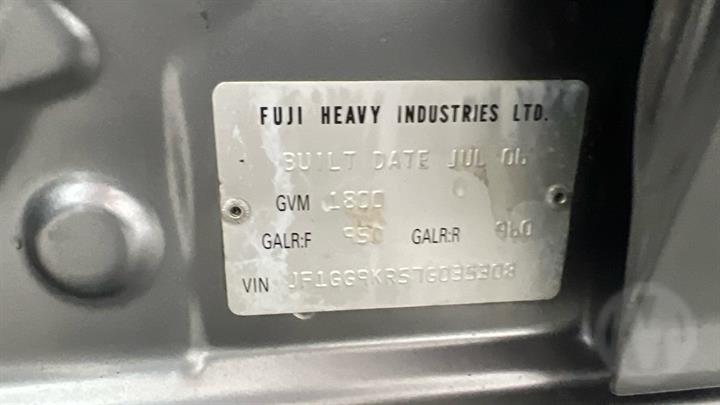 FUJI HEAVY INDUSTRIES LTD.
BUILT DATE JUL 06
GVM 1800
GALR:F 950 GALR:R 960
VIN JF1GG9KR57G035908